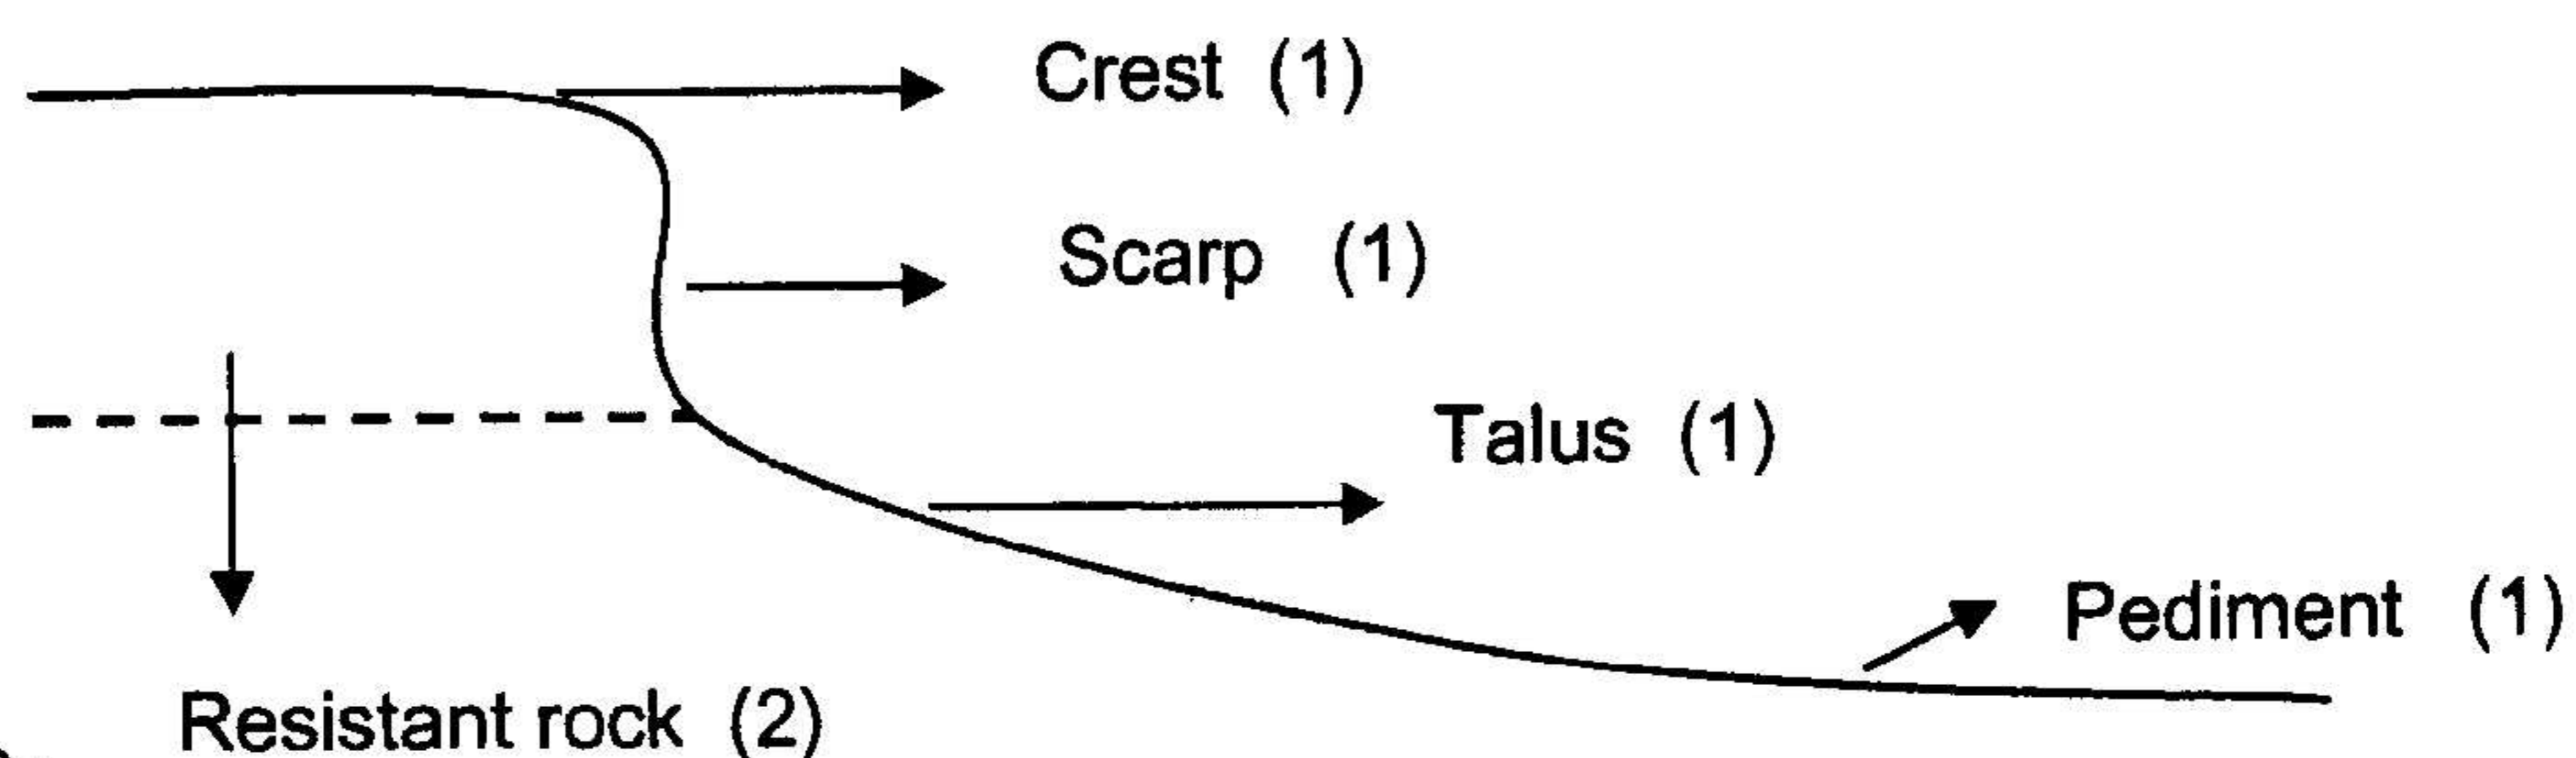 Crest (1)
Scarp (1)
Talus (1)
Pediment (1)
Resistant rock (2)